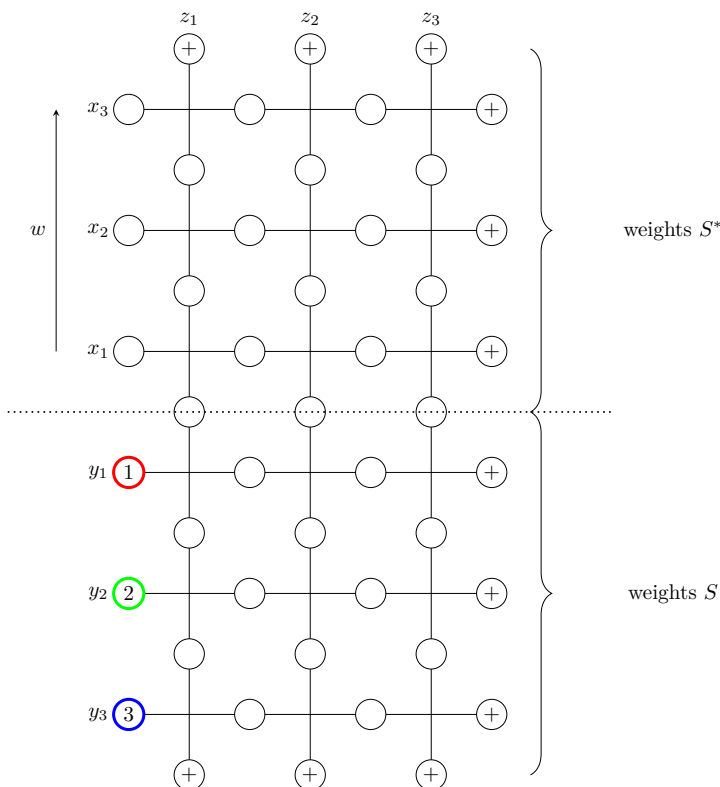 z₁ z₂ z₃
+ + +
x₃ +
w x₂ + weights S*
x₁ +
y₁ 1 +
y₂ 2 + weights S
y₃ 3 +
+ + +